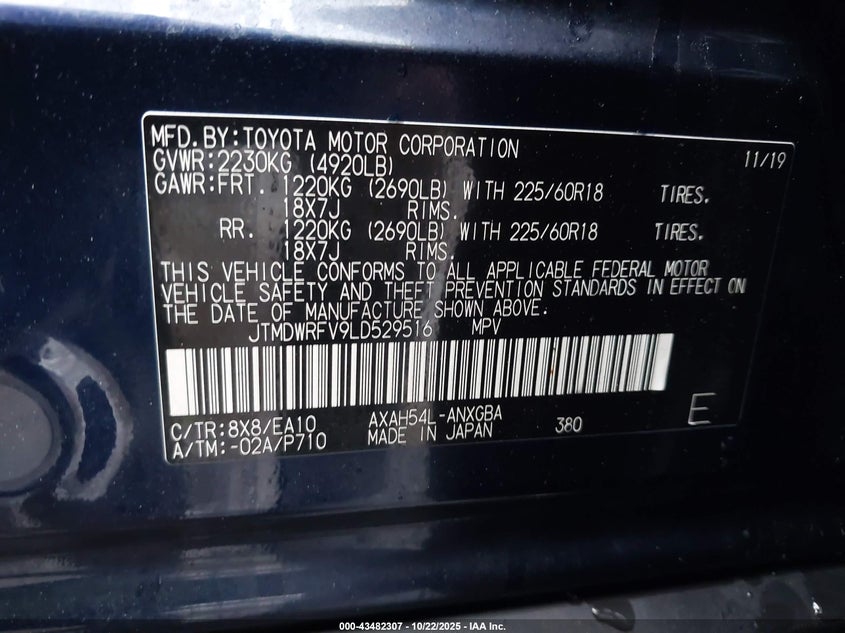 MFD.BY:TOYOTA MOTOR CORPORATION 11/19
GVWR:2230KG (4920LB)
GAWR:FRT. 1220KG (2690LB) WITH 225/60R18 TIRES.
18X7J RIMS.
RR. 1220KG (2690LB) WITH 225/60R18 TIRES.
18X7J RIMS.
THIS VEHICLE CONFORMS TO ALL APPLICABLE FEDERAL MOTOR
VEHICLE SAFETY AND THEFT PREVENTION STANDARDS IN EFFECT ON
THE DATE OF MANUFACTURE SHOWN ABOVE.
JTMDWRFV9LD529516 MPV
C/TR:8X8/EA10 AXAH54L-ANXGBA
A/TM:-02A/P710 MADE IN JAPAN 380 E
000-43482307 - 10/22/2025 - IAA Inc.